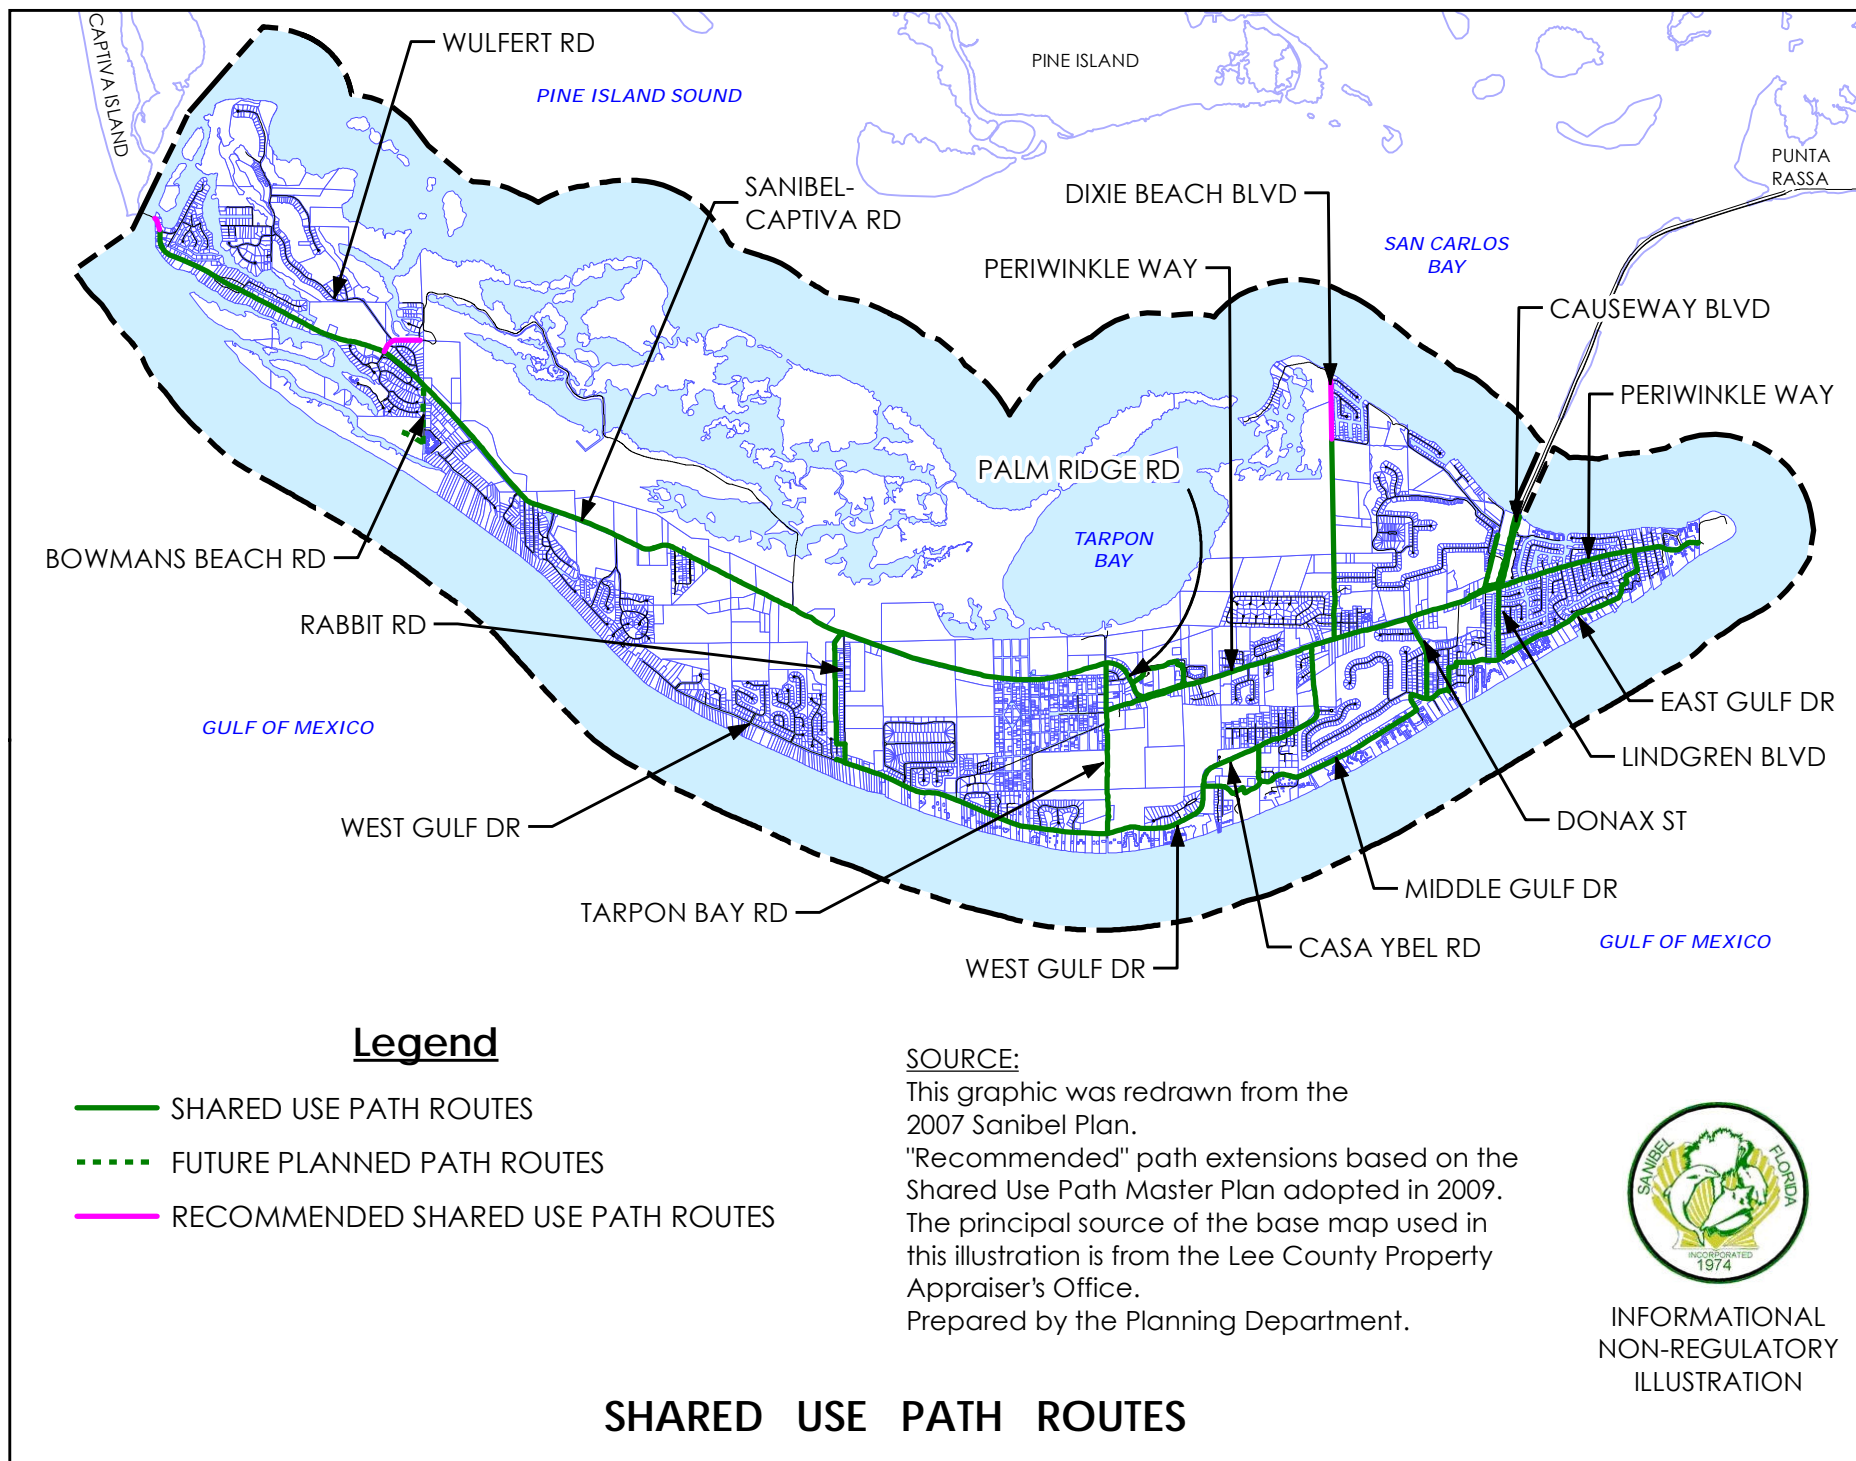 CAPTIVA ISLAND
WULFERT RD
PINE ISLAND SOUND
PINE ISLAND
PUNTA
RASSA
SANIBEL-
CAPTIVA RD
DIXIE BEACH BLVD
SAN CARLOS
BAY
PERIWINKLE WAY
CAUSEWAY BLVD
PERIWINKLE WAY
PALM RIDGE RD
TARPON
BAY
BOWMANS BEACH RD
RABBIT RD
GULF OF MEXICO
EAST GULF DR
LINDGREN BLVD
WEST GULF DR
DONAX ST
MIDDLE GULF DR
TARPON BAY RD
CASA YBEL RD
GULF OF MEXICO
WEST GULF DR
Legend
SHARED USE PATH ROUTES
FUTURE PLANNED PATH ROUTES
RECOMMENDED SHARED USE PATH ROUTES
SOURCE:
This graphic was redrawn from the
2007 Sanibel Plan.
"Recommended" path extensions based on the
Shared Use Path Master Plan adopted in 2009.
The principal source of the base map used in
this illustration is from the Lee County Property
Appraiser's Office.
Prepared by the Planning Department.
SANIBEL
FLORIDA
INCORPORATED
1974
INFORMATIONAL
NON-REGULATORY
ILLUSTRATION
SHARED USE PATH ROUTES